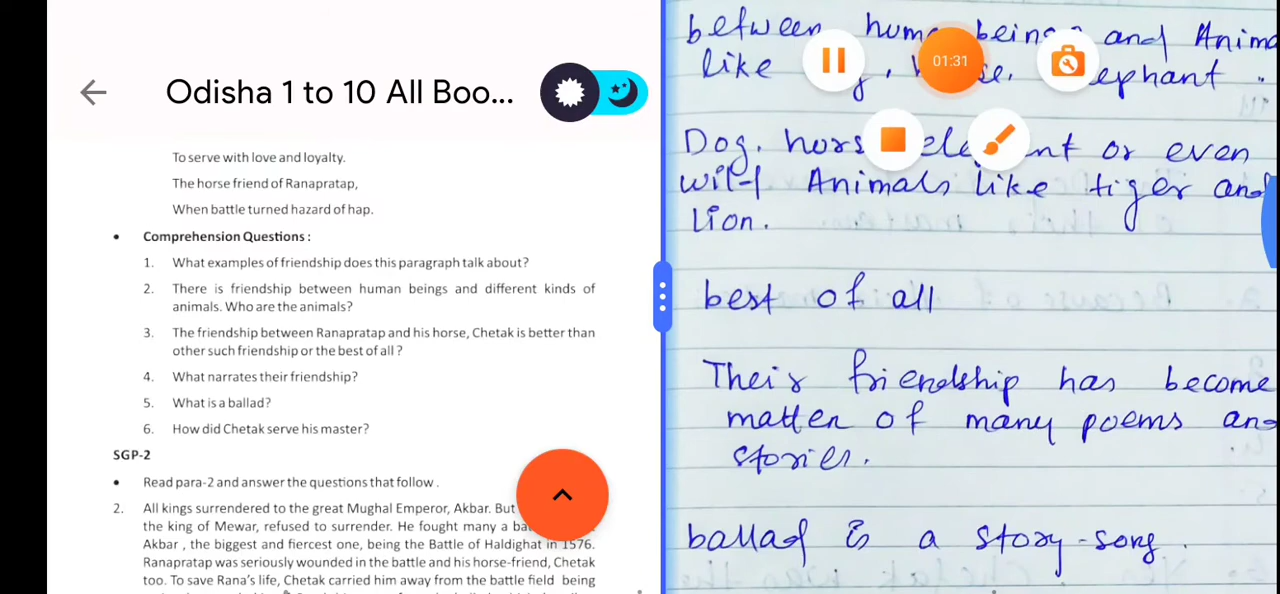 Odisha 1 to 10 All Boo...
To serve with love and loyalty.
The horse friend of Ranapratap,
When battle turned hazard of hap.
• Comprehension Questions :
1. What examples of friendship does this paragraph talk about?
2. There is friendship between human beings and different kinds of
animals. Who are the animals?
3. The friendship between Ranapratap and his horse, Chetak is better than
other such friendship or the best of all ?
4. What narrates their friendship?
5. What is a ballad?
6. How did Chetak serve his master?
SGP-2
• Read para-2 and answer the questions that follow .
2. All kings surrendered to the great Mughal Emperor, Akbar. But
the king of Mewar, refused to surrender. He fought many a
Akbar , the biggest and fiercest one, being the Battle of Haldighat in 1576.
Ranapratap was seriously wounded in the battle and his horse-friend, Chetak
too. To save Rana's life, Chetak carried him away from the battle field being
between and
like
01:31
Dog, or even
Animals like tiger and
lion.
best of all
Their friendship has become
matter of many poems
stories.
ballad is a story-song.